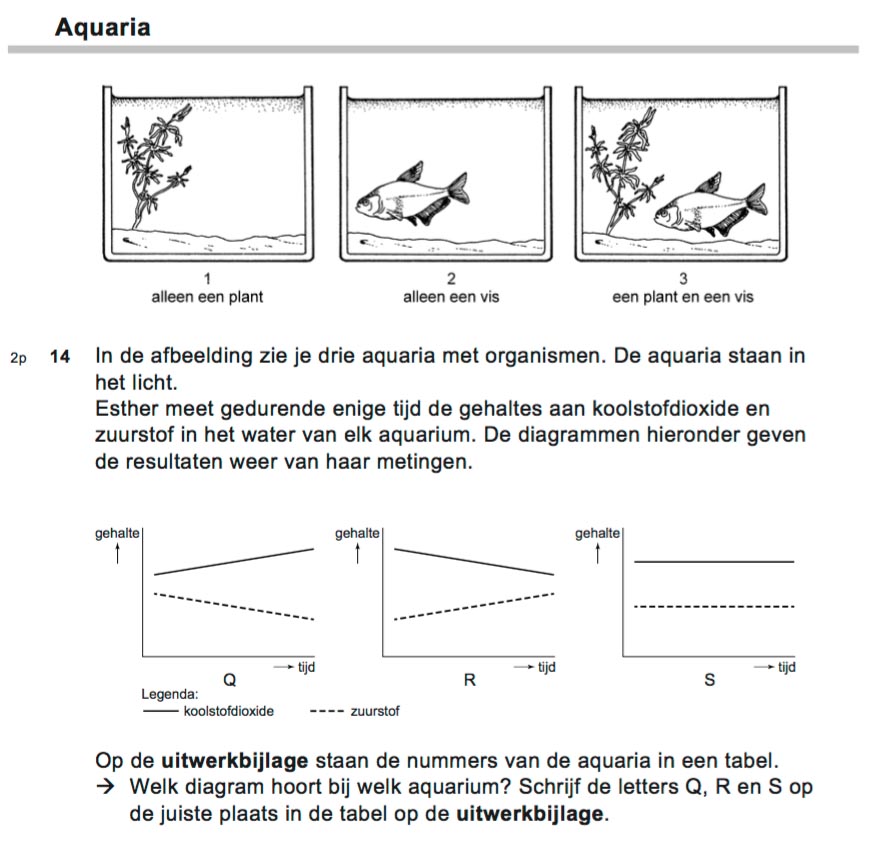 Aquaria
1
alleen een plant
2
alleen een vis
3
een plant en een vis
2p 14 In de afbeelding zie je drie aquaria met organismen. De aquaria staan in
het licht.
Esther meet gedurende enige tijd de gehaltes aan koolstofdioxide en
zuurstof in het water van elk aquarium. De diagrammen hieronder geven
de resultaten weer van haar metingen.
gehalte
tijd
Q
gehalte
tijd
R
gehalte
tijd
S
Legenda:
koolstofdioxide zuurstof
Op de uitwerkbijlage staan de nummers van de aquaria in een tabel.
→ Welk diagram hoort bij welk aquarium? Schrijf de letters Q, R en S op
de juiste plaats in de tabel op de uitwerkbijlage.